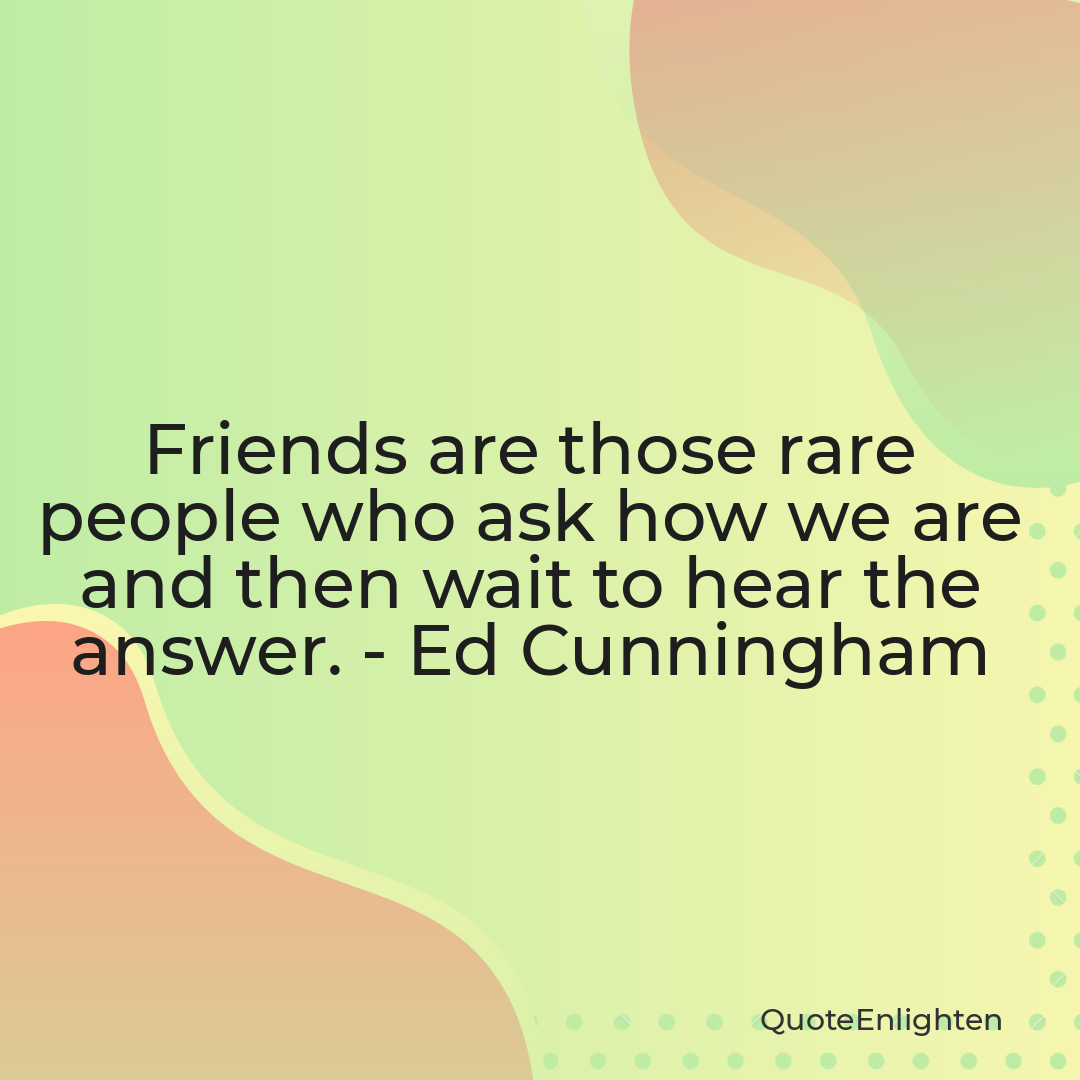 Friends are those rare
people who ask how we are
and then wait to hear the
answer. - Ed Cunningham
QuoteEnlighten